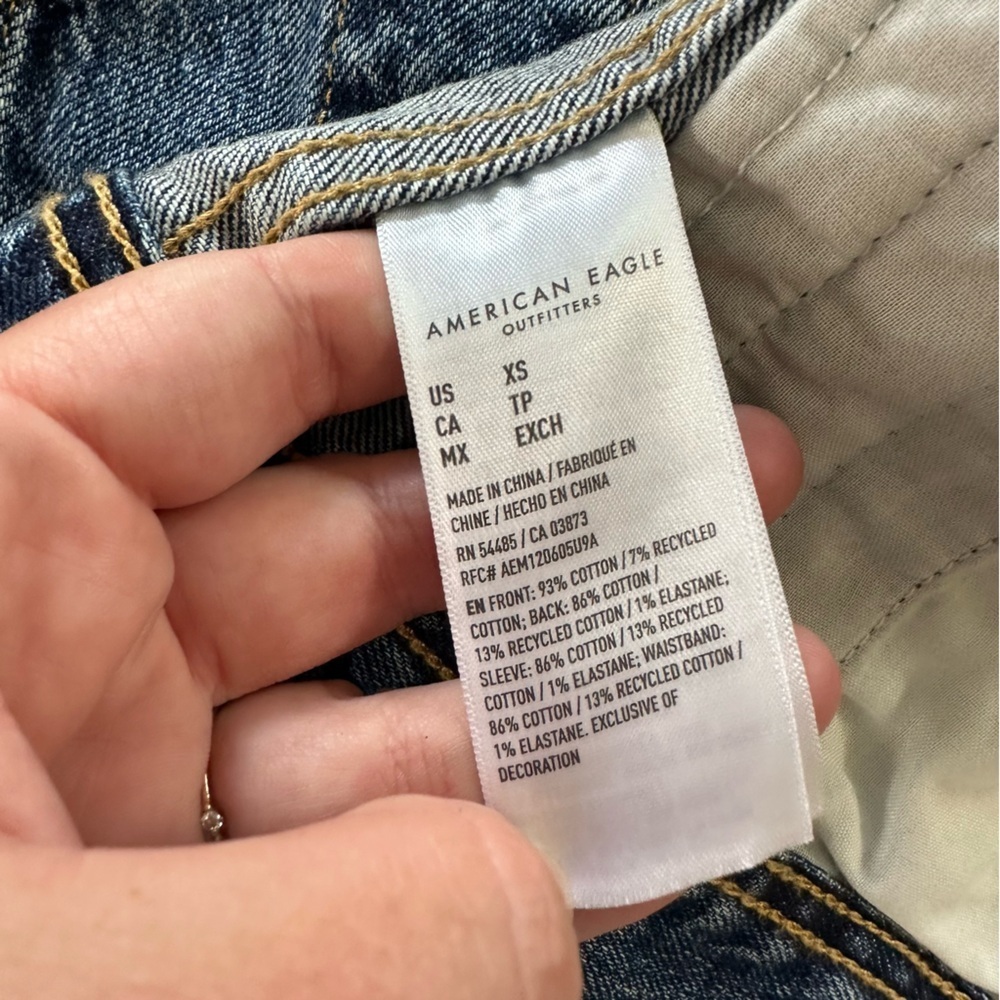 AMERICAN EAGLE
OUTFITTERS
US XS
CA TP
MX EXCH
MADE IN CHINA / FABRIQUÉ EN
CHINE / HECHO EN CHINA
RN 54485 / CA 03873
RFC# AEM120605U9A
EN FRONT: 93% COTTON / 7% RECYCLED
COTTON; BACK: 86% COTTON /
13% RECYCLED COTTON / 1% ELASTANE;
SLEEVE: 86% COTTON / 13% RECYCLED
COTTON / 1% ELASTANE; WAISTBAND:
86% COTTON / 13% RECYCLED COTTON /
1% ELASTANE. EXCLUSIVE OF
DECORATION